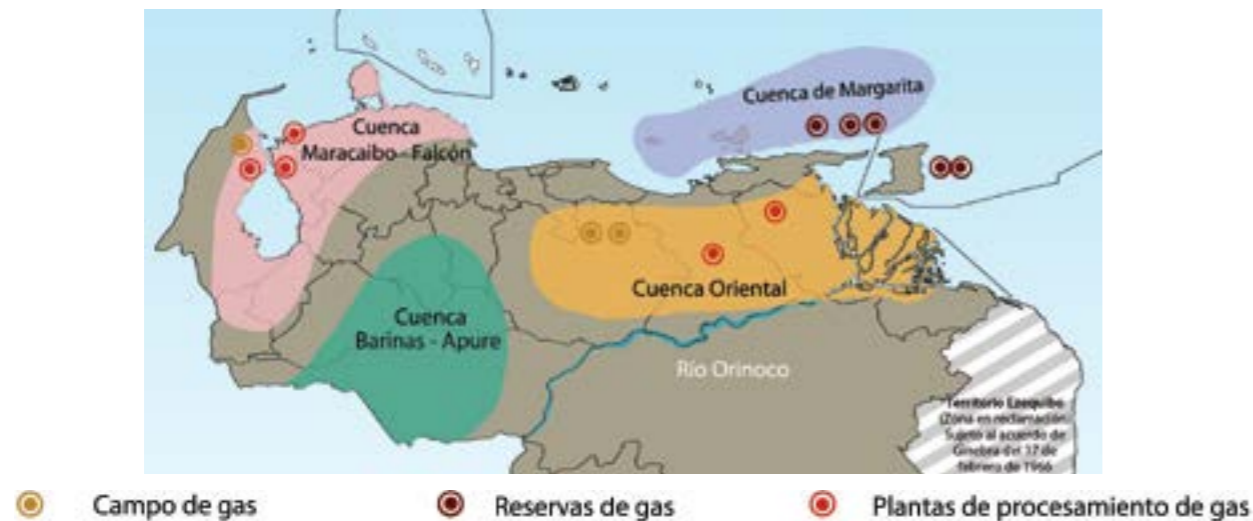 Cuenca de Margarita
Cuenca
Maracaibo - Falcón
Cuenca Oriental
Cuenca
Barinas - Apure
Río Orinoco
Territorio Esequibo
(Zona en reclamación
Sujeto al acuerdo de
Ginebra del 17 de
febrero de 1966
Campo de gas
Reservas de gas
Plantas de procesamiento de gas